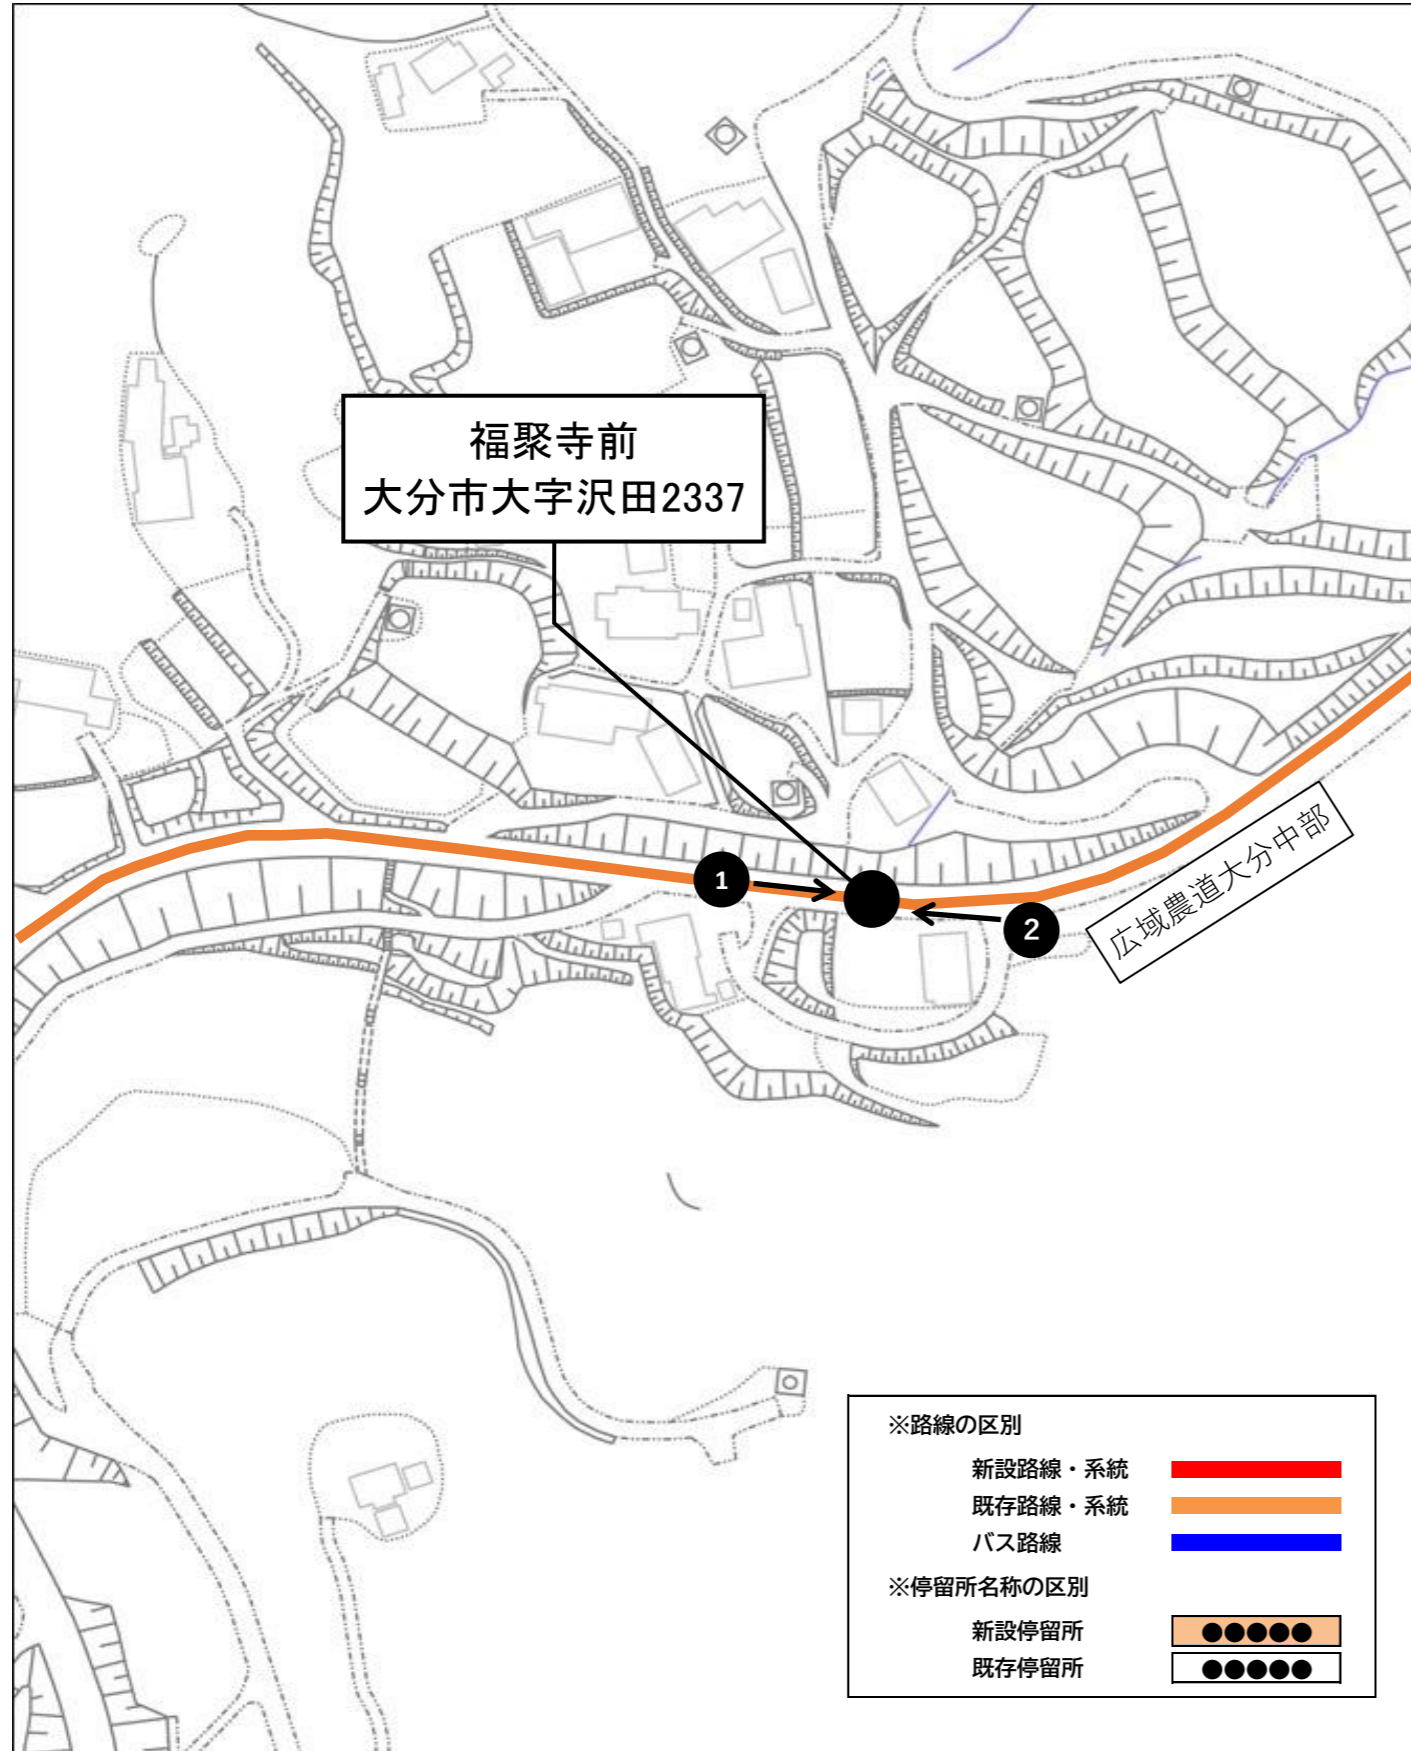 福聚寺前
大分市大字沢田2337
1
2
広域農道大分中部
※路線の区別
新設路線・系統
既存路線・系統
バス路線
※停留所名称の区別
新設停留所 ●●●●●
既存停留所 ●●●●●